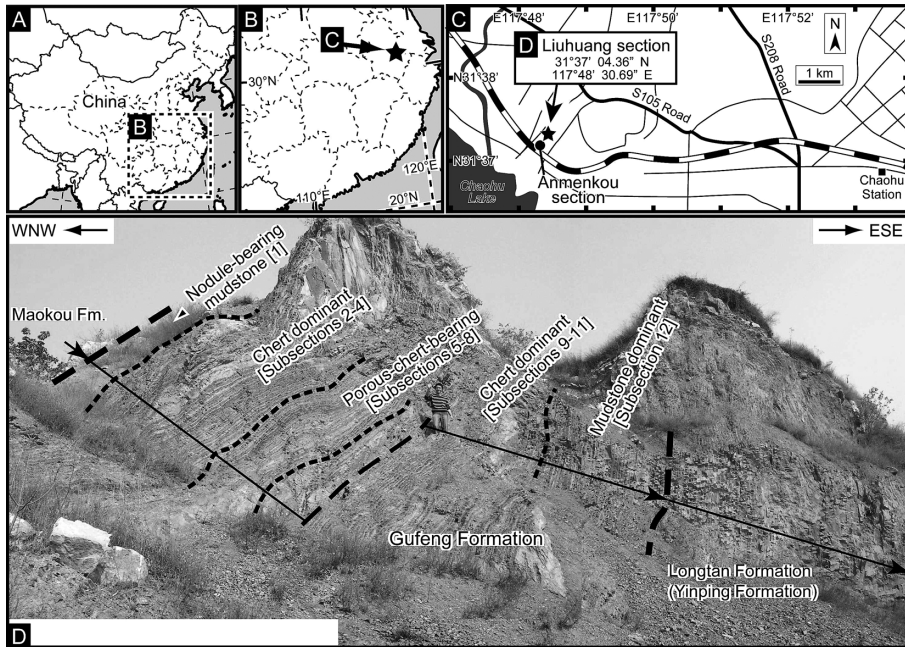 A
China
B
B
C
30°N
110°E
120°E
20°N
C
E117°48'
E117°50'
E117°52'
D
Liuhuang section
31°37' 04.36" N
117°48' 30.69" E
N
1 km
N31°38'
S105 Road
S208 Road
N31°37'
Anmenkou
section
Chaohu
Lake
Chaohu
Station
WNW
ESE
Nodule-bearing
mudstone [1]
Maokou Fm.
Chert dominant
[Subsections 2-4]
Porous-chert-bearing
[Subsections 5-8]
Chert dominant
[Subsections 9-11]
Mudstone dominant
[Subsection 12]
Gufeng Formation
Longtan Formation
(Yinping Formation)
D